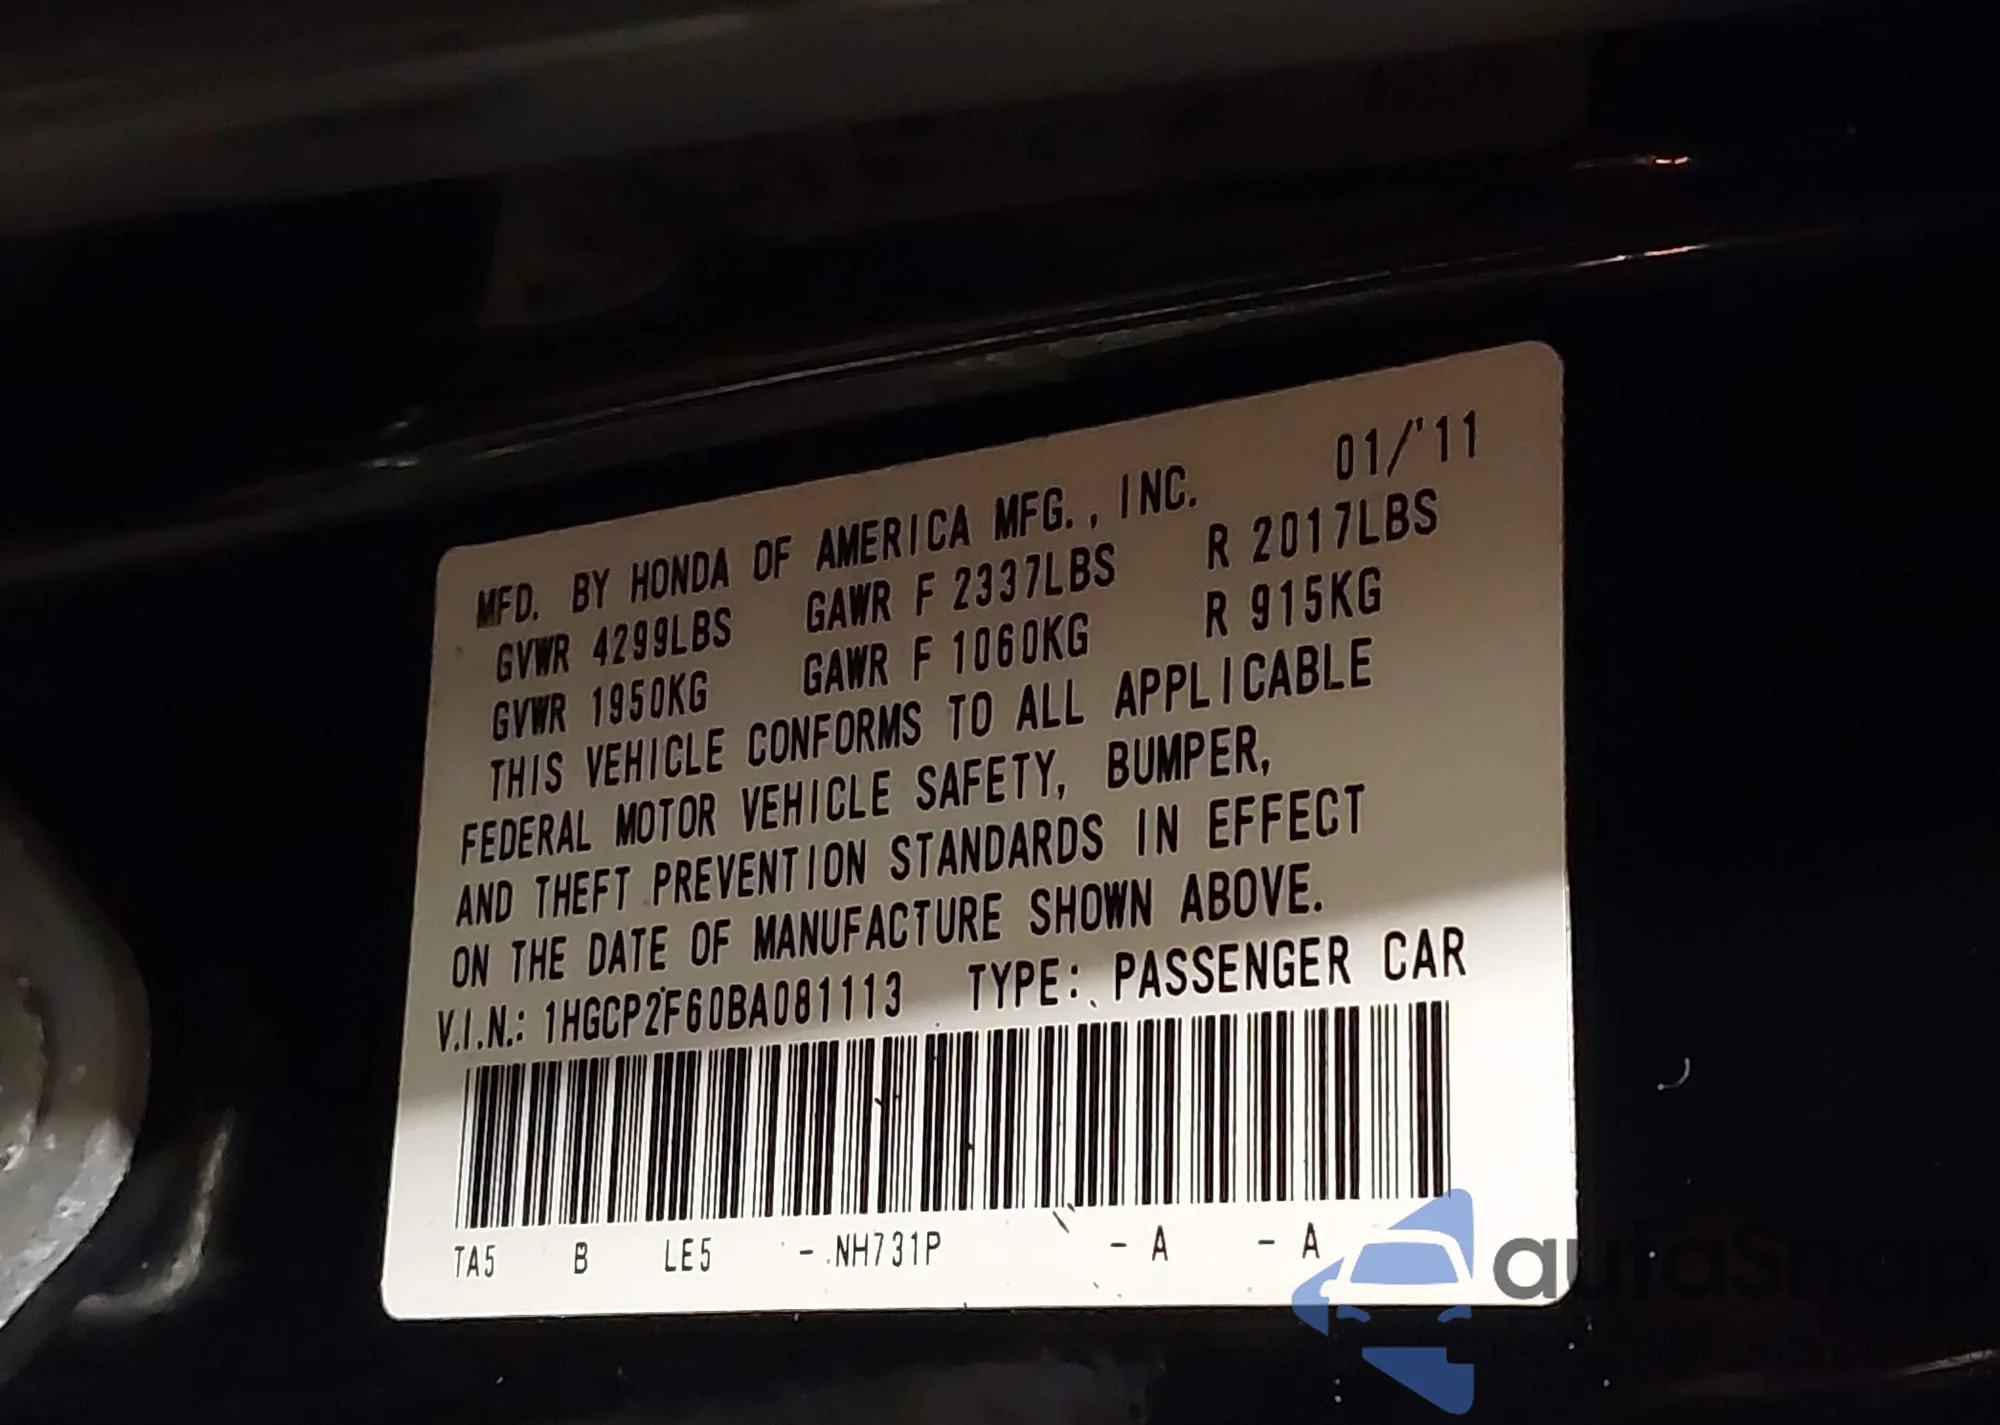 MFD. BY HONDA OF AMERICA MFG., INC. 01/'11
GVWR 4299LBS GAWR F 2337LBS R 2017LBS
GVWR 1950KG GAWR F 1060KG R 915KG
THIS VEHICLE CONFORMS TO ALL APPLICABLE
FEDERAL MOTOR VEHICLE SAFETY, BUMPER,
AND THEFT PREVENTION STANDARDS IN EFFECT
ON THE DATE OF MANUFACTURE SHOWN ABOVE.
V.I.N.: 1HGCP2F60BA081113 TYPE: PASSENGER CAR
TA5 B LE5 - NH731P - A - A
autasnap